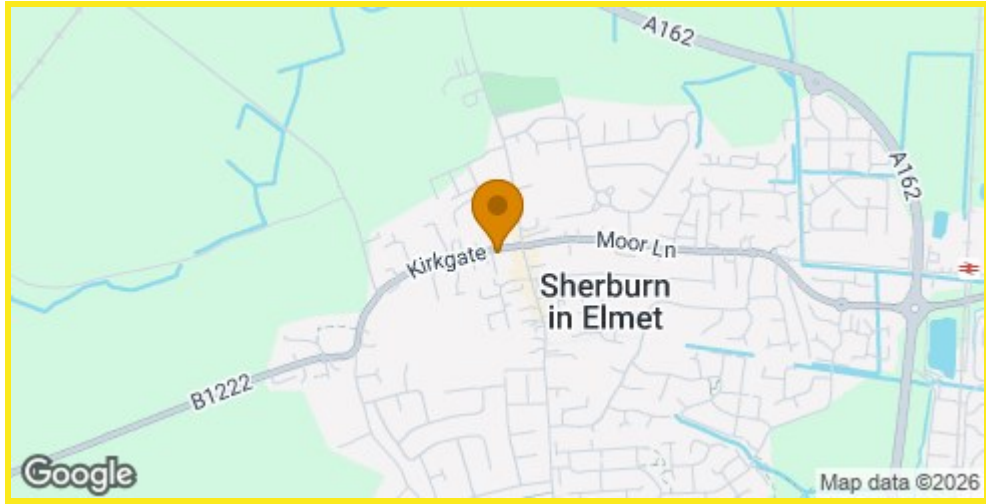 A162
A162
Moor Ln
Kirkgate
Sherburn
in Elmet
B1222
Google
Map data ©2026